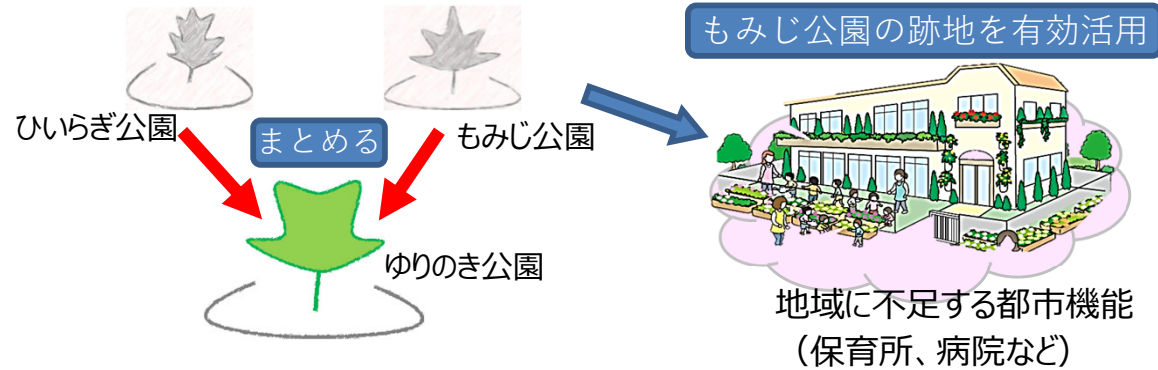 もみじ公園の跡地を有効活用
ひいらぎ公園
まとめる
もみじ公園
ゆりのき公園
地域に不足する都市機能
（保育所、病院など）